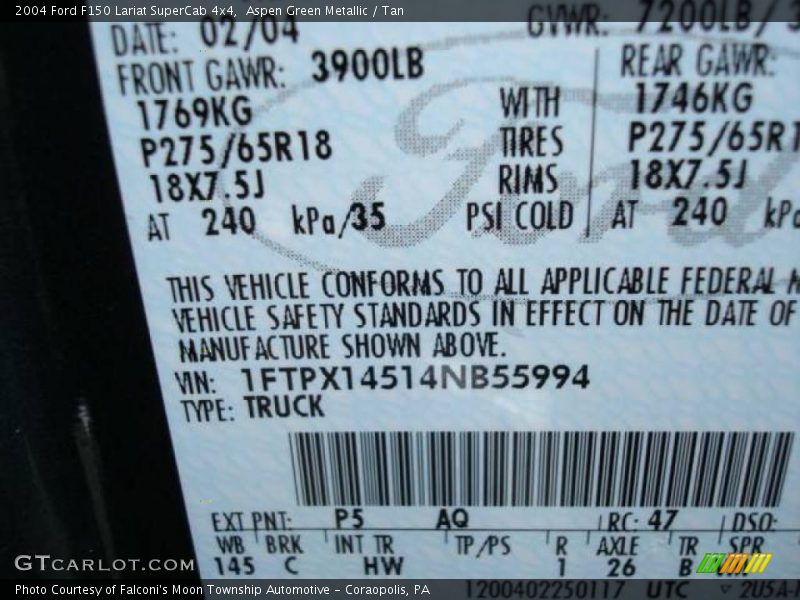 2004 Ford F150 Lariat SuperCab 4x4, Aspen Green Metallic / Tan
DATE: 02/04 GVWR: 7200LB/
FRONT GAWR: 3900LB REAR GAWR:
1769KG WITH 1746KG
P275/65R18 TIRES P275/65R1
18X7.5J RIMS 18X7.5J
AT 240 kPa/35 PSI COLD AT 240 kPa
THIS VEHICLE CONFORMS TO ALL APPLICABLE FEDERAL M
VEHICLE SAFETY STANDARDS IN EFFECT ON THE DATE OF
MANUFACTURE SHOWN ABOVE.
VIN: 1FTPX14514NB55994
TYPE: TRUCK
EXT PNT: P5 AQ RC: 47 DSO:
WB BRK INT TR TP/PS R AXLE TR SPR
145 C HW 1 26 B
GTCARLOT.COM
Photo Courtesy of Falconi's Moon Township Automotive - Coraopolis, PA
1200402250117 UTC